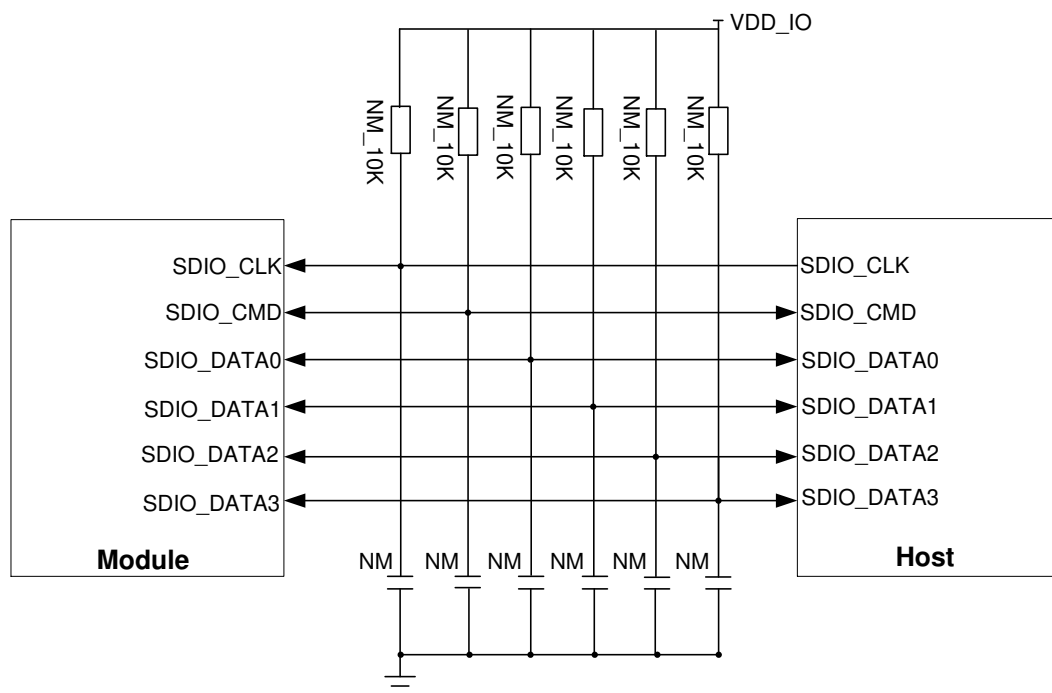 VDD_IO
NM_10K
NM_10K
NM_10K
NM_10K
NM_10K
NM_10K
SDIO_CLK
SDIO_CLK
SDIO_CMD
SDIO_CMD
SDIO_DATA0
SDIO_DATA0
SDIO_DATA1
SDIO_DATA1
SDIO_DATA2
SDIO_DATA2
SDIO_DATA3
SDIO_DATA3
Module
NM
NM
NM
NM
NM
NM
Host